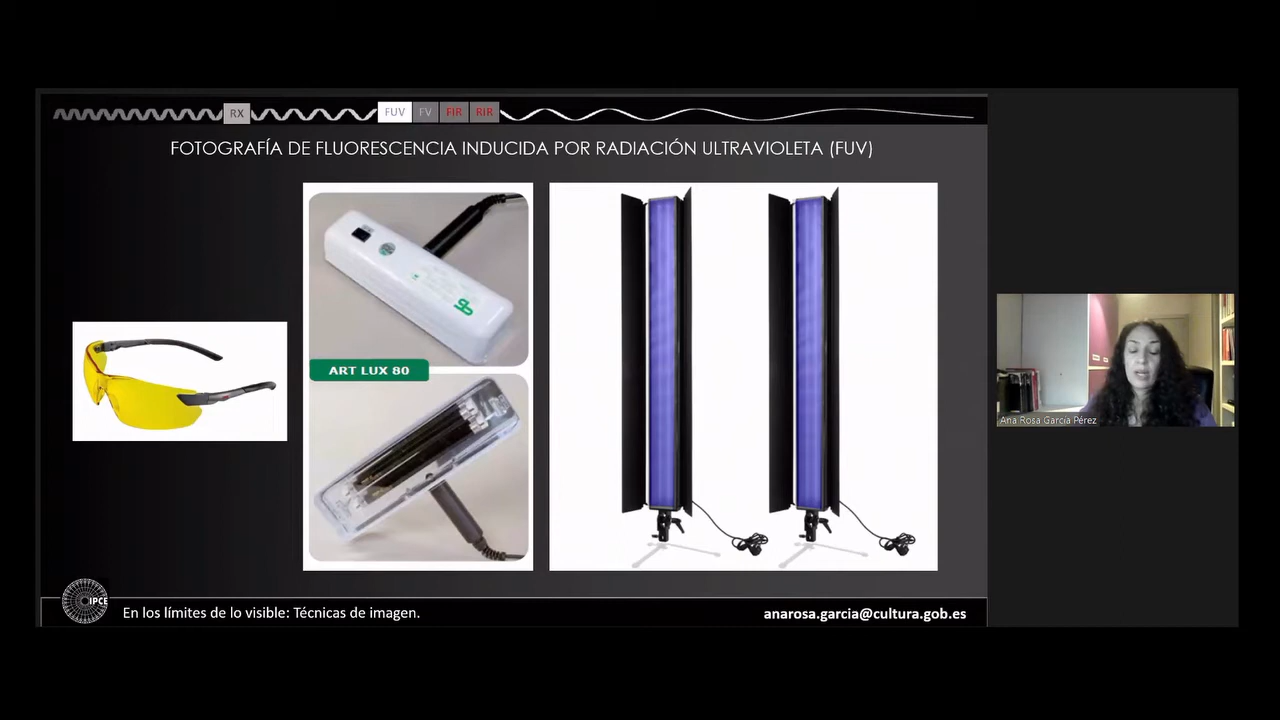 RX
FUV
FV
FIR
RIR
FOTOGRAFÍA DE FLUORESCENCIA INDUCIDA POR RADIACIÓN ULTRAVIOLETA (FUV)
ART LUX 80
Ana Rosa García Pérez
IPCE
En los límites de lo visible: Técnicas de imagen.
anarosa.garcia@cultura.gob.es